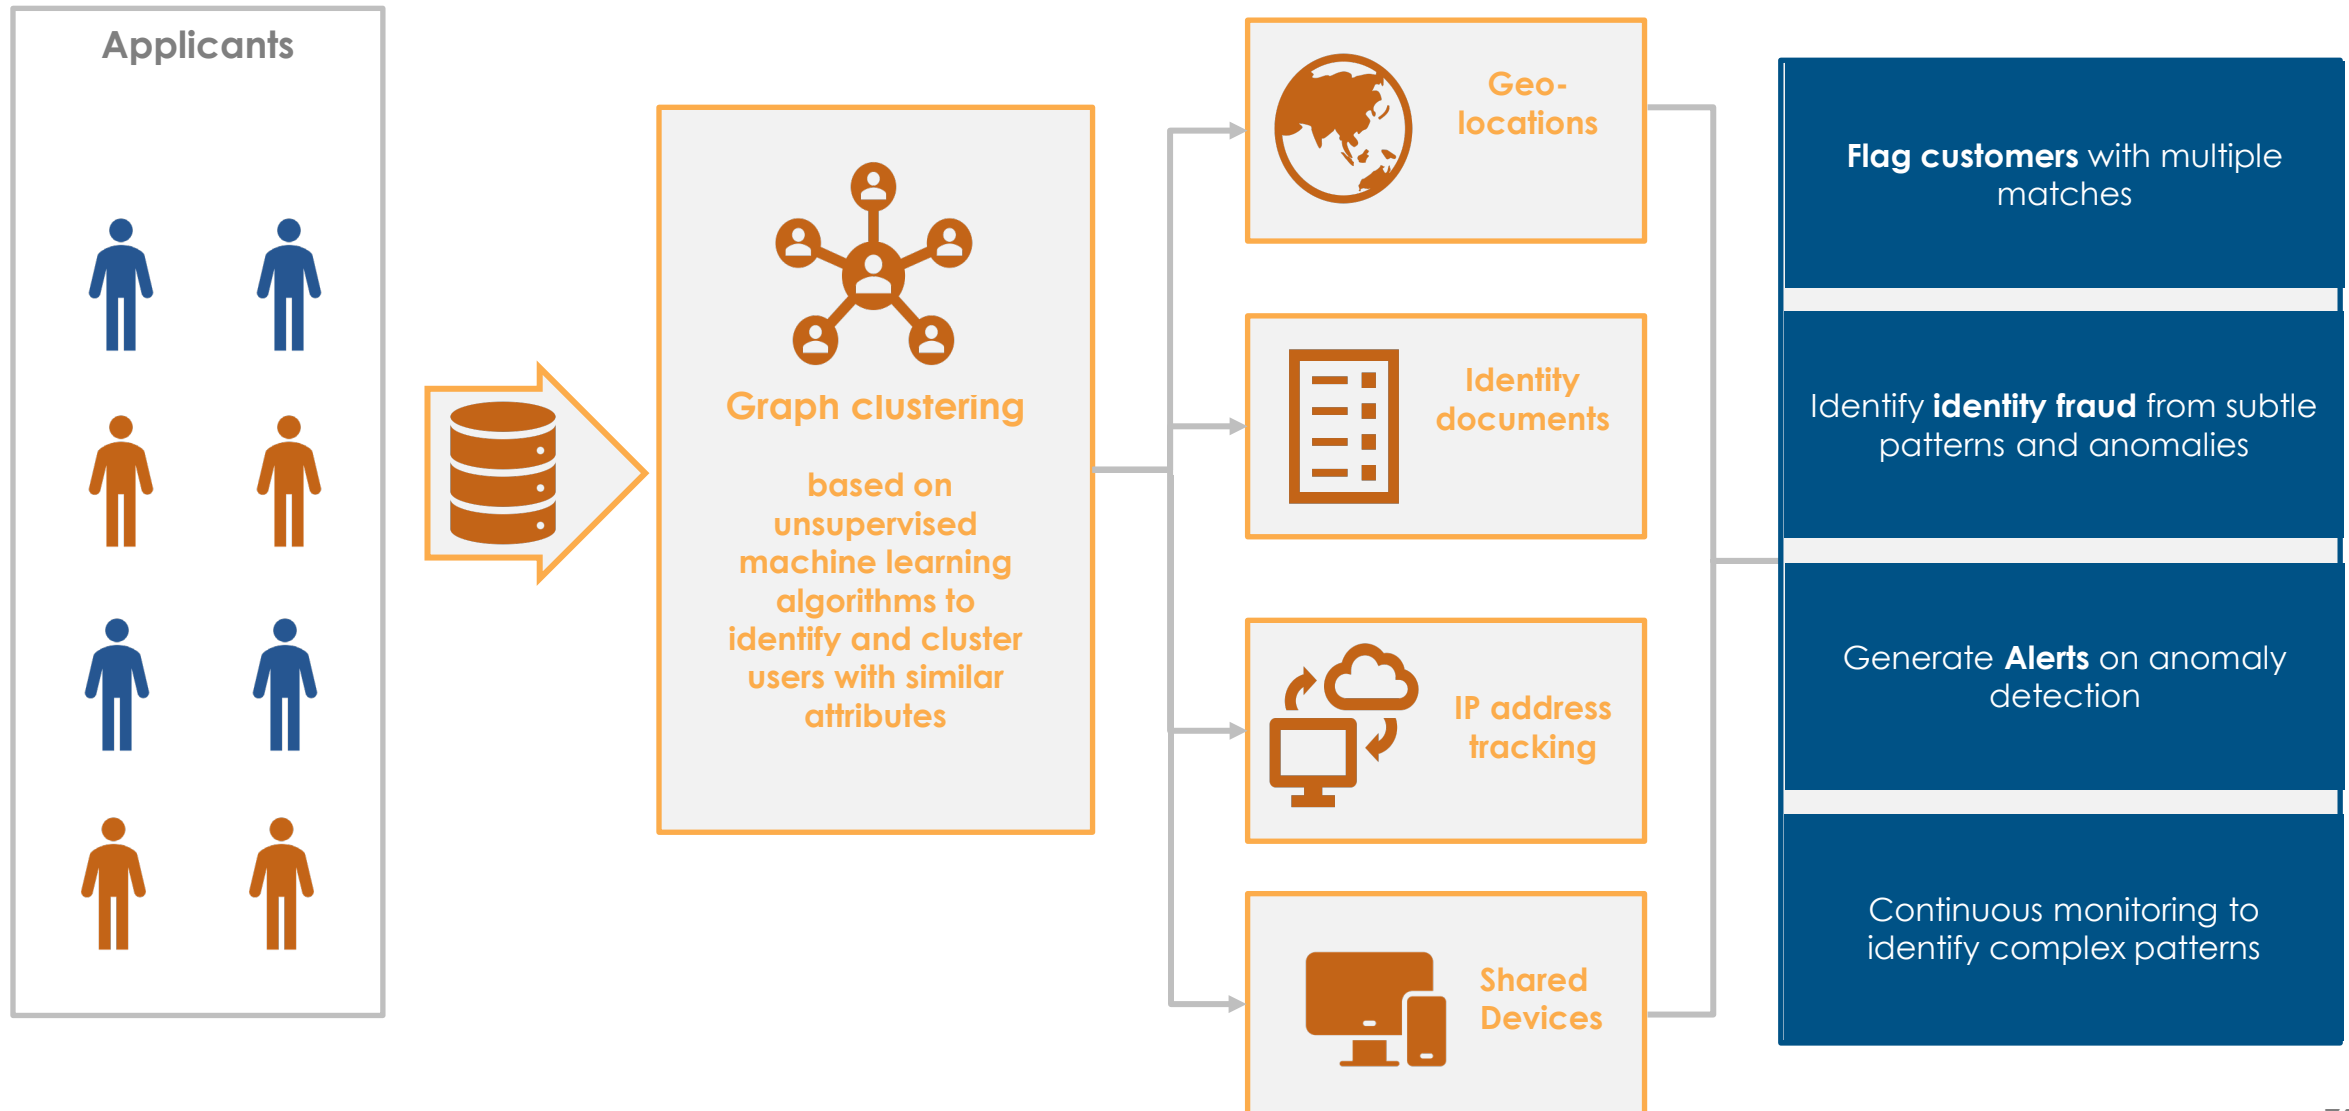 Applicants
Graph clustering
based on
unsupervised
machine learning
algorithms to
identify and cluster
users with similar
attributes
Geo-
locations
Identity
documents
IP address
tracking
Shared
Devices
Flag customers with multiple
matches
Identify identity fraud from subtle
patterns and anomalies
Generate Alerts on anomaly
detection
Continuous monitoring to
identify complex patterns